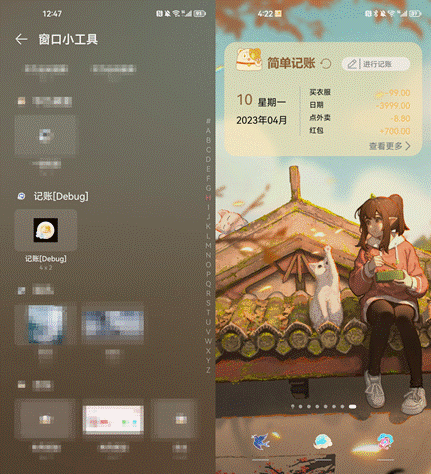 12:47
窗口小工具
记账[Debug]
记账[Debug]
4 x 2
#
A
B
C
D
E
F
G
H
I
J
K
L
M
N
O
P
Q
R
S
T
U
V
W
X
Y
Z
4:22
简单记账
进行记账
10 星期一
2023年04月
买衣服 -99.00
日期 -3999.00
点外卖 -8.80
红包 +700.00
查看更多